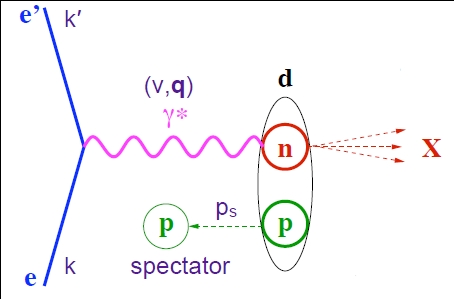 e' k′
(ν,q)
γ*
d
n
X
p
p
pₛ
spectator
e k